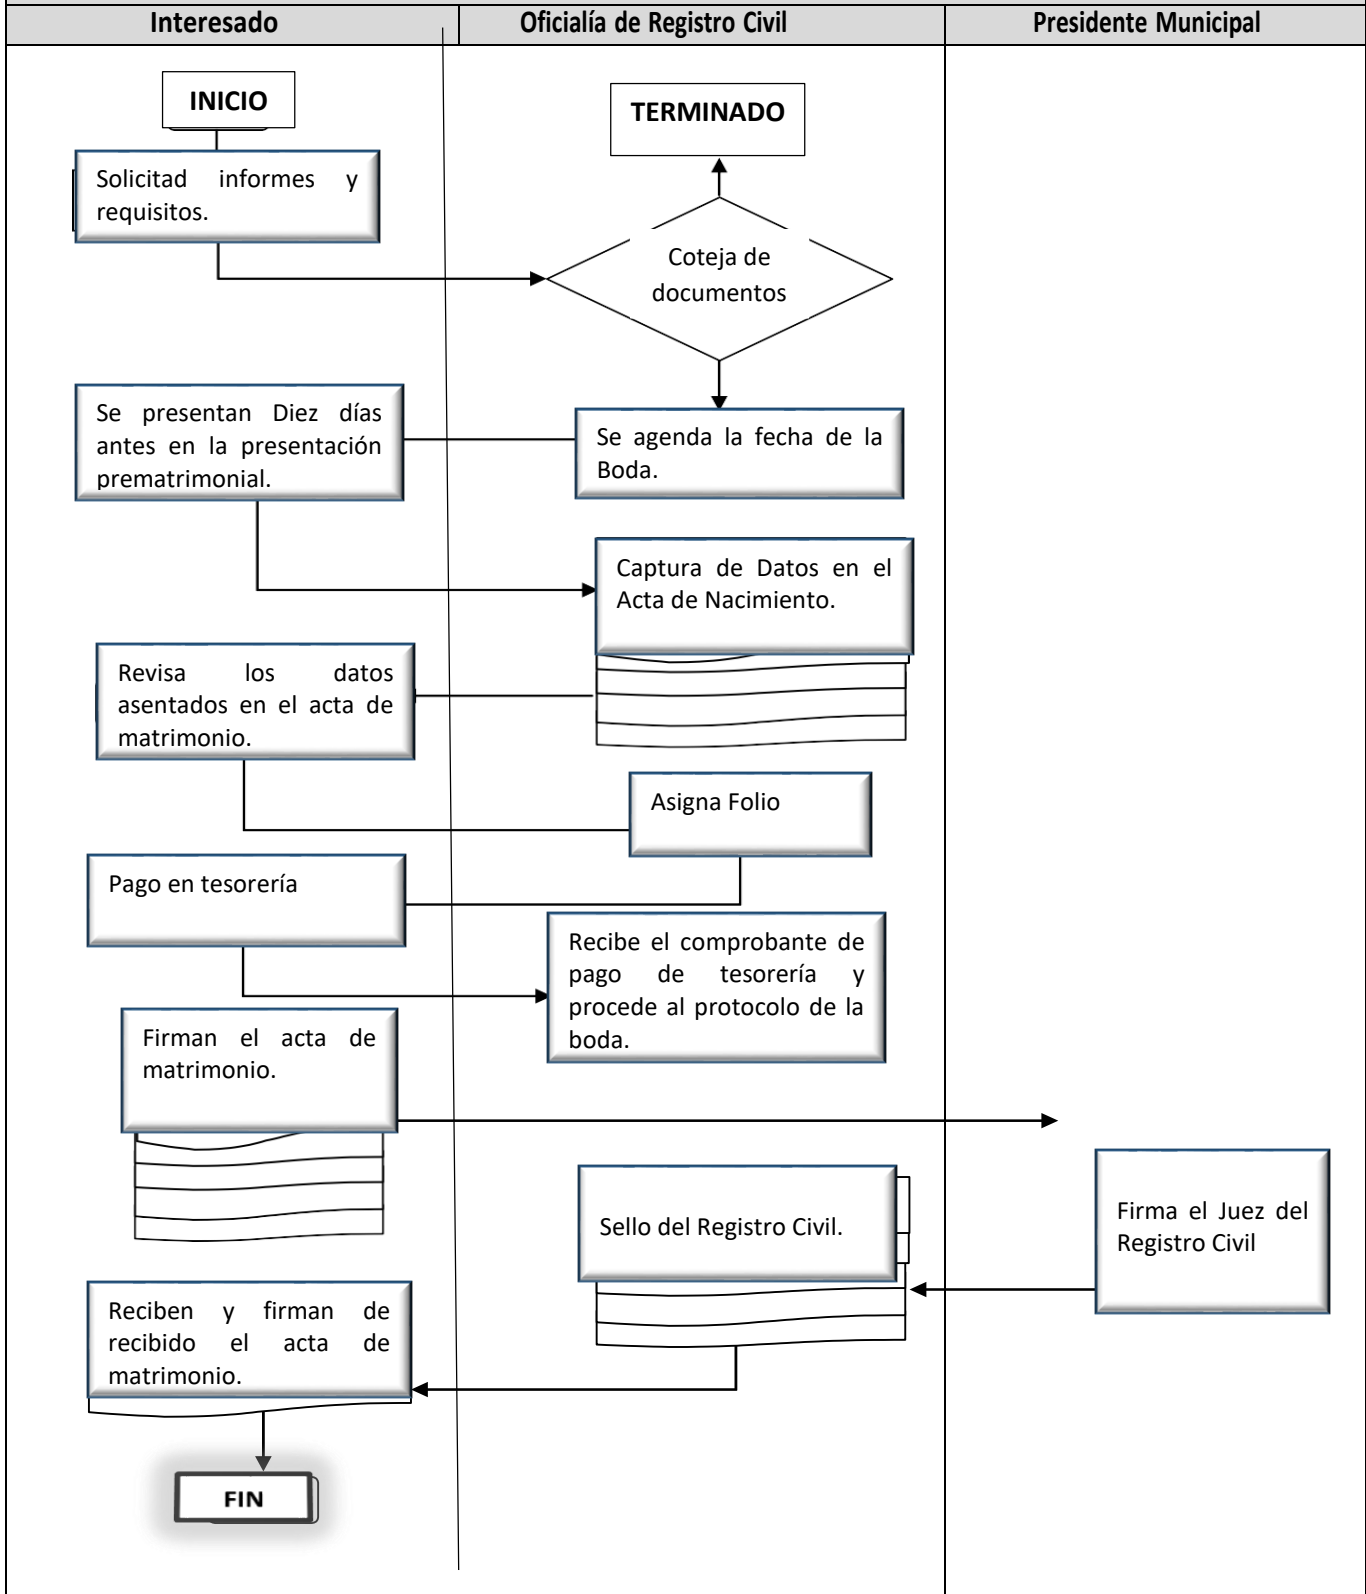 Interesado
Oficialía de Registro Civil
Presidente Municipal
INICIO
TERMINADO
Solicitad informes y
requisitos.
Coteja de
documentos
Se presentan Diez días
antes en la presentación
prematrimonial.
Se agenda la fecha de la
Boda.
Captura de Datos en el
Acta de Nacimiento.
Revisa los datos
asentados en el acta de
matrimonio.
Asigna Folio
Pago en tesorería
Recibe el comprobante de
pago de tesorería y
procede al protocolo de la
boda.
Firman el acta de
matrimonio.
Firma el Juez del
Registro Civil
Sello del Registro Civil.
Reciben y firman de
recibido el acta de
matrimonio.
FIN